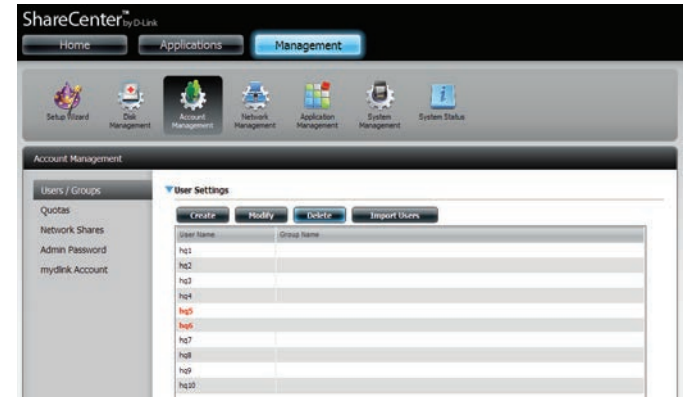 ShareCenter™ by D-Link
Home Applications Management
Setup Wizard Disk Management Account Management Network Management Application Management System Management System Status
Account Management
Users / Groups
Quotas
Network Shares
Admin Password
mydlink Account
User Settings
Create Modify Delete Import Users
User Name Group Name
hq1
hq2
hq3
hq4
hq5
hq6
hq7
hq8
hq9
hq10